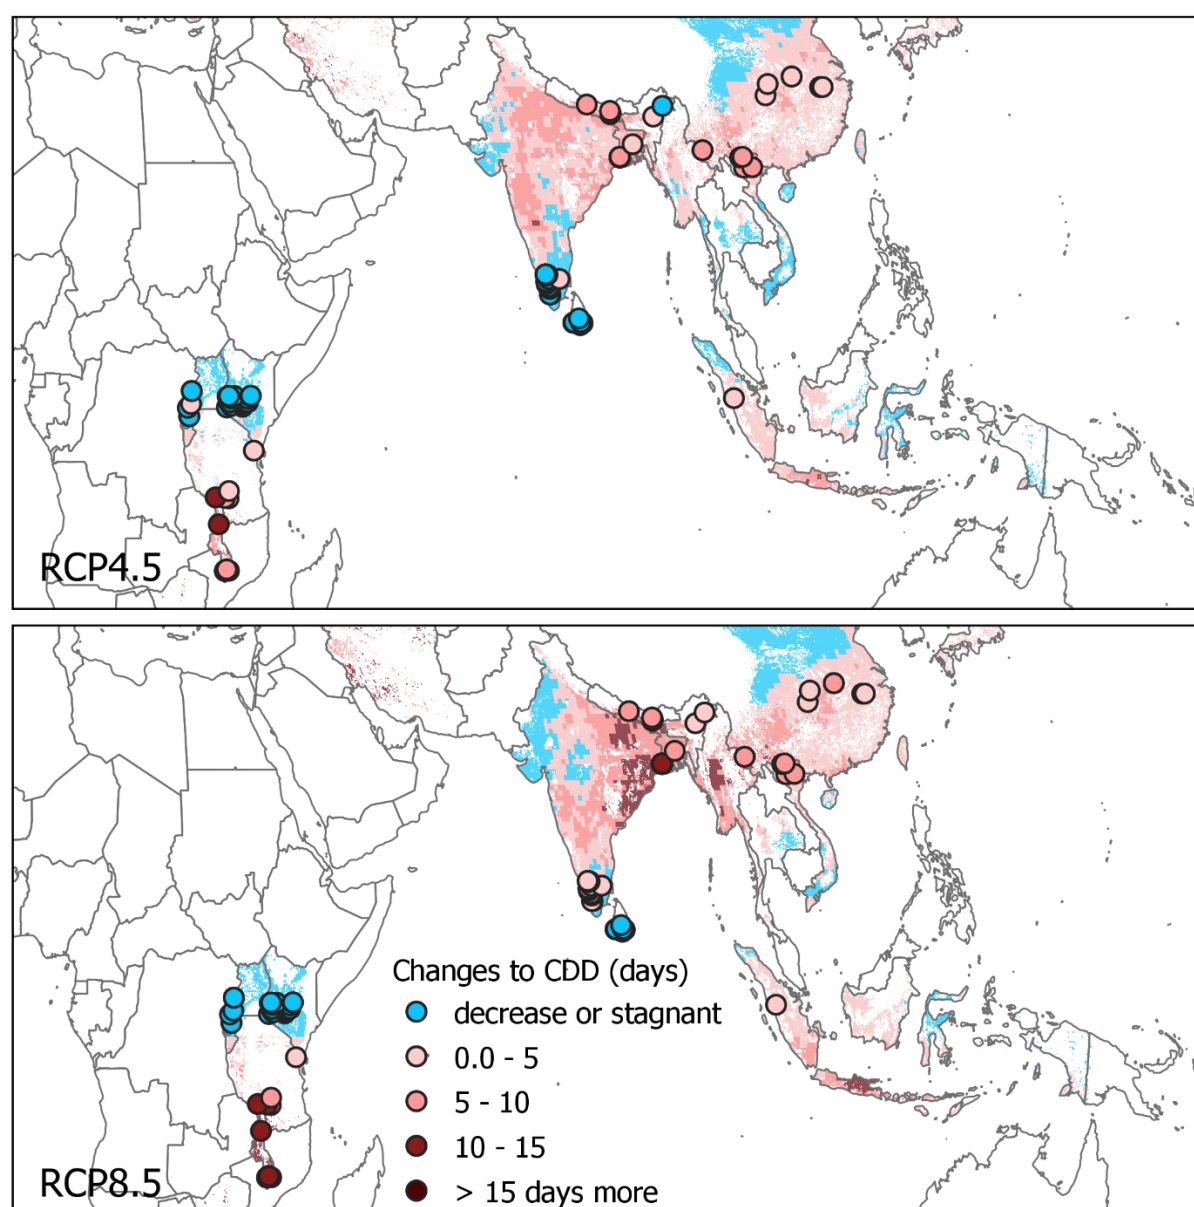 RCP4.5
Changes to CDD (days)
decrease or stagnant
0.0 - 5
5 - 10
10 - 15
> 15 days more
RCP8.5